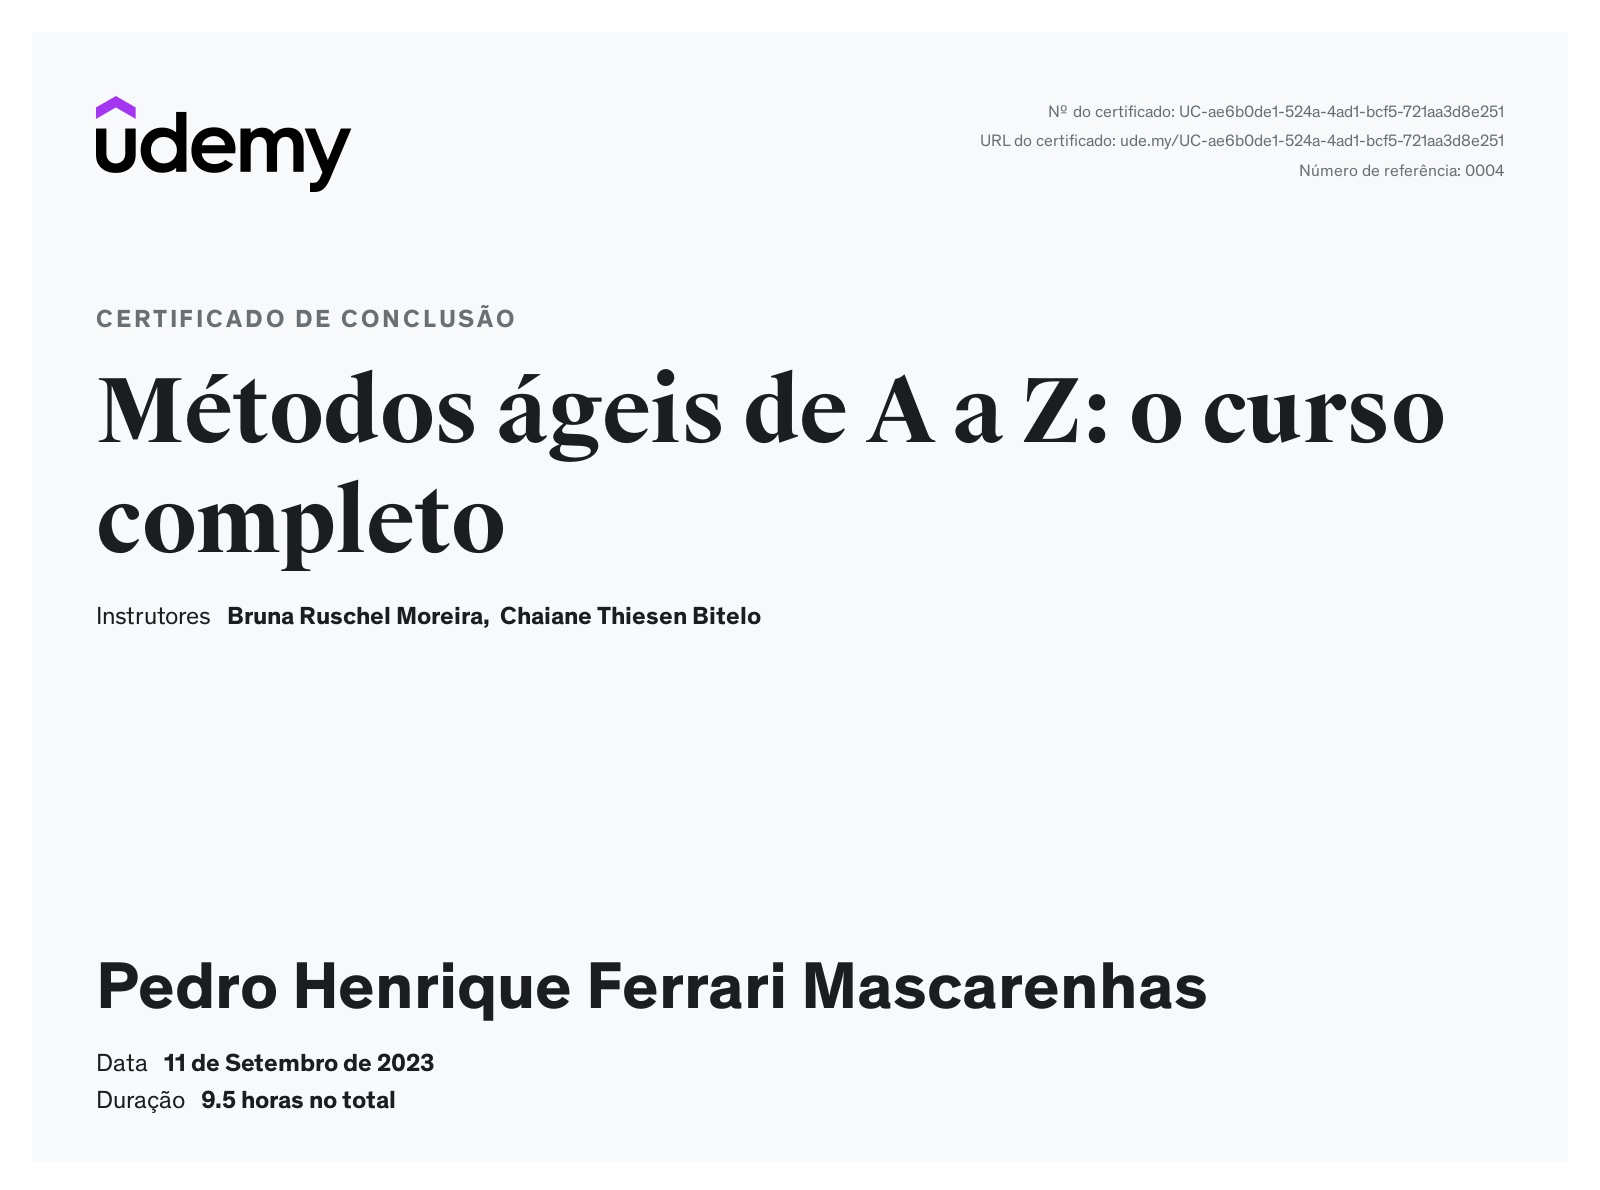 udemy
Nº do certificado: UC-ae6b0de1-524a-4ad1-bcf5-721aa3d8e251
URL do certificado: ude.my/UC-ae6b0de1-524a-4ad1-bcf5-721aa3d8e251
Número de referência: 0004
CERTIFICADO DE CONCLUSÃO
Métodos ágeis de A a Z: o curso
completo
Instrutores Bruna Ruschel Moreira, Chaiane Thiesen Bitelo
Pedro Henrique Ferrari Mascarenhas
Data 11 de Setembro de 2023
Duração 9.5 horas no total